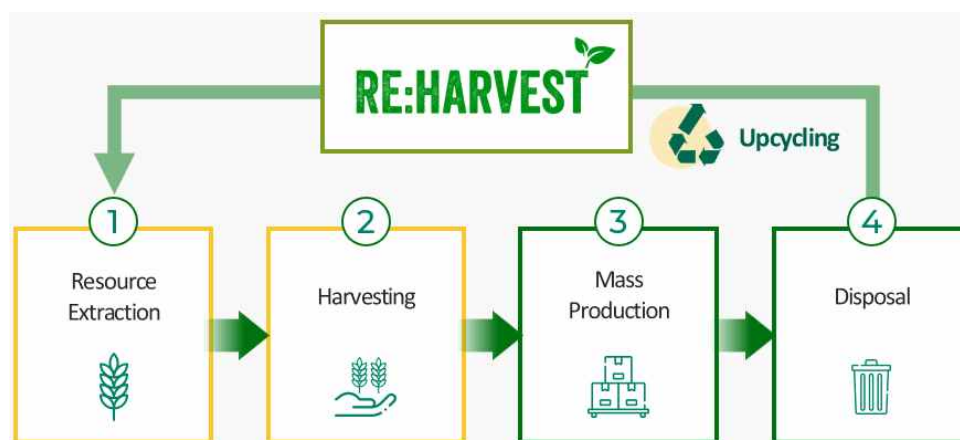 RE:HARVEST
Upcycling
1
2
3
4
Resource
Extraction
Harvesting
Mass
Production
Disposal